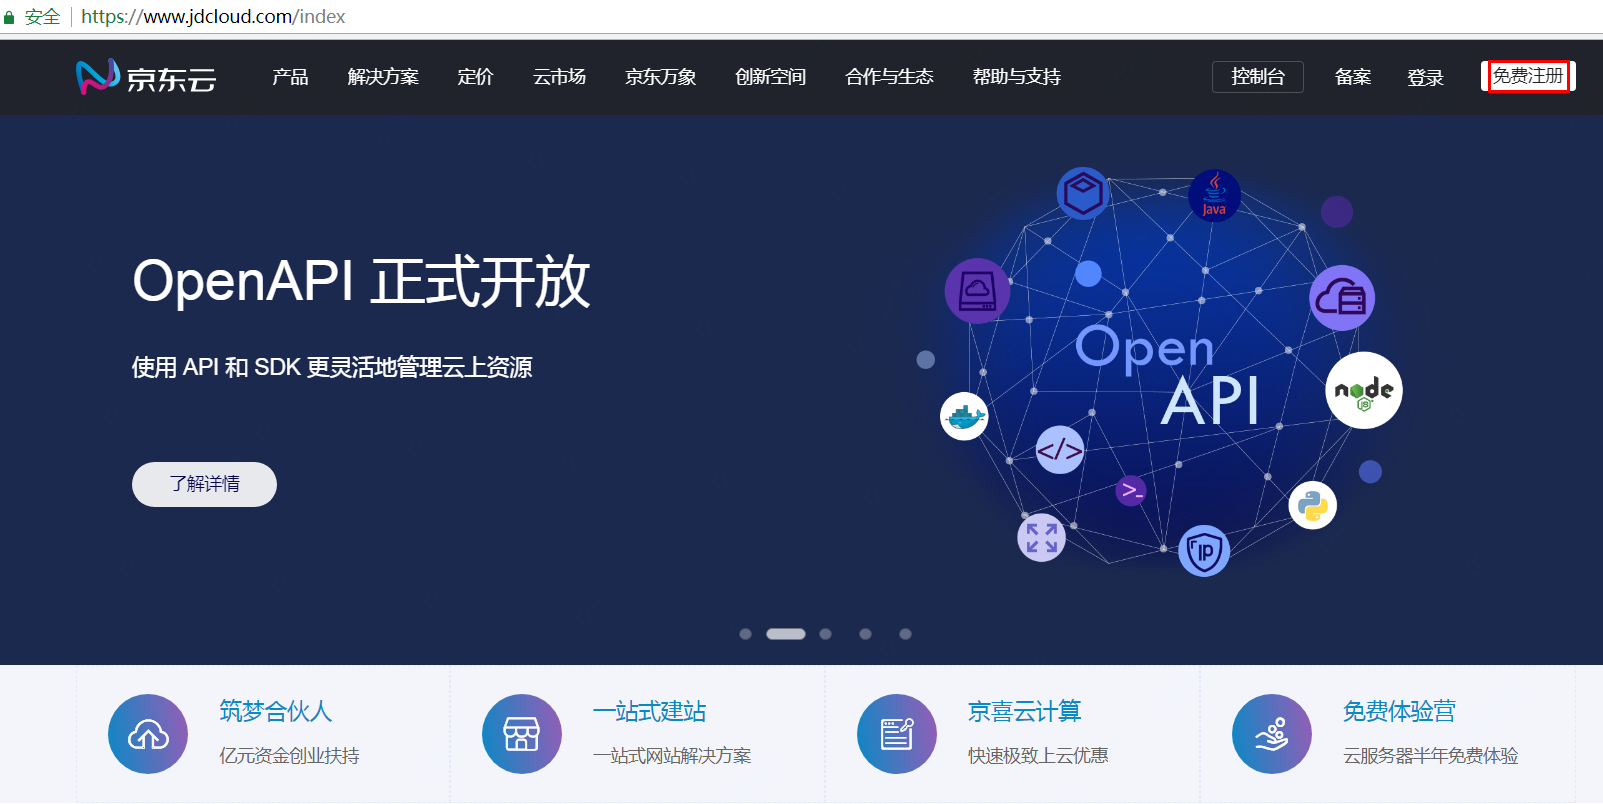 安全 https://www.jdcloud.com/index
京东云 产品 解决方案 定价 云市场 京东万象 创新空间 合作与生态 帮助与支持 控制台 备案 登录 免费注册
OpenAPI 正式开放
使用 API 和 SDK 更灵活地管理云上资源
了解详情
Java
Open
API
node
JS
</>
>_
IP
筑梦合伙人
亿元资金创业扶持
一站式建站
一站式网站解决方案
京喜云计算
快速极致上云优惠
免费体验营
云服务器半年免费体验